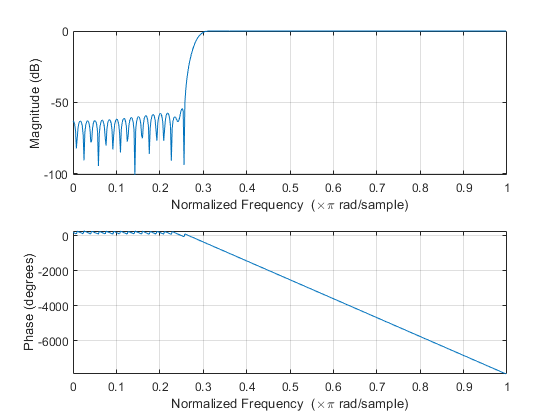 0
-50
-100
Magnitude (dB)
0 0.1 0.2 0.3 0.4 0.5 0.6 0.7 0.8 0.9 1
Normalized Frequency (×π rad/sample)
0
-2000
-4000
-6000
Phase (degrees)
0 0.1 0.2 0.3 0.4 0.5 0.6 0.7 0.8 0.9 1
Normalized Frequency (×π rad/sample)